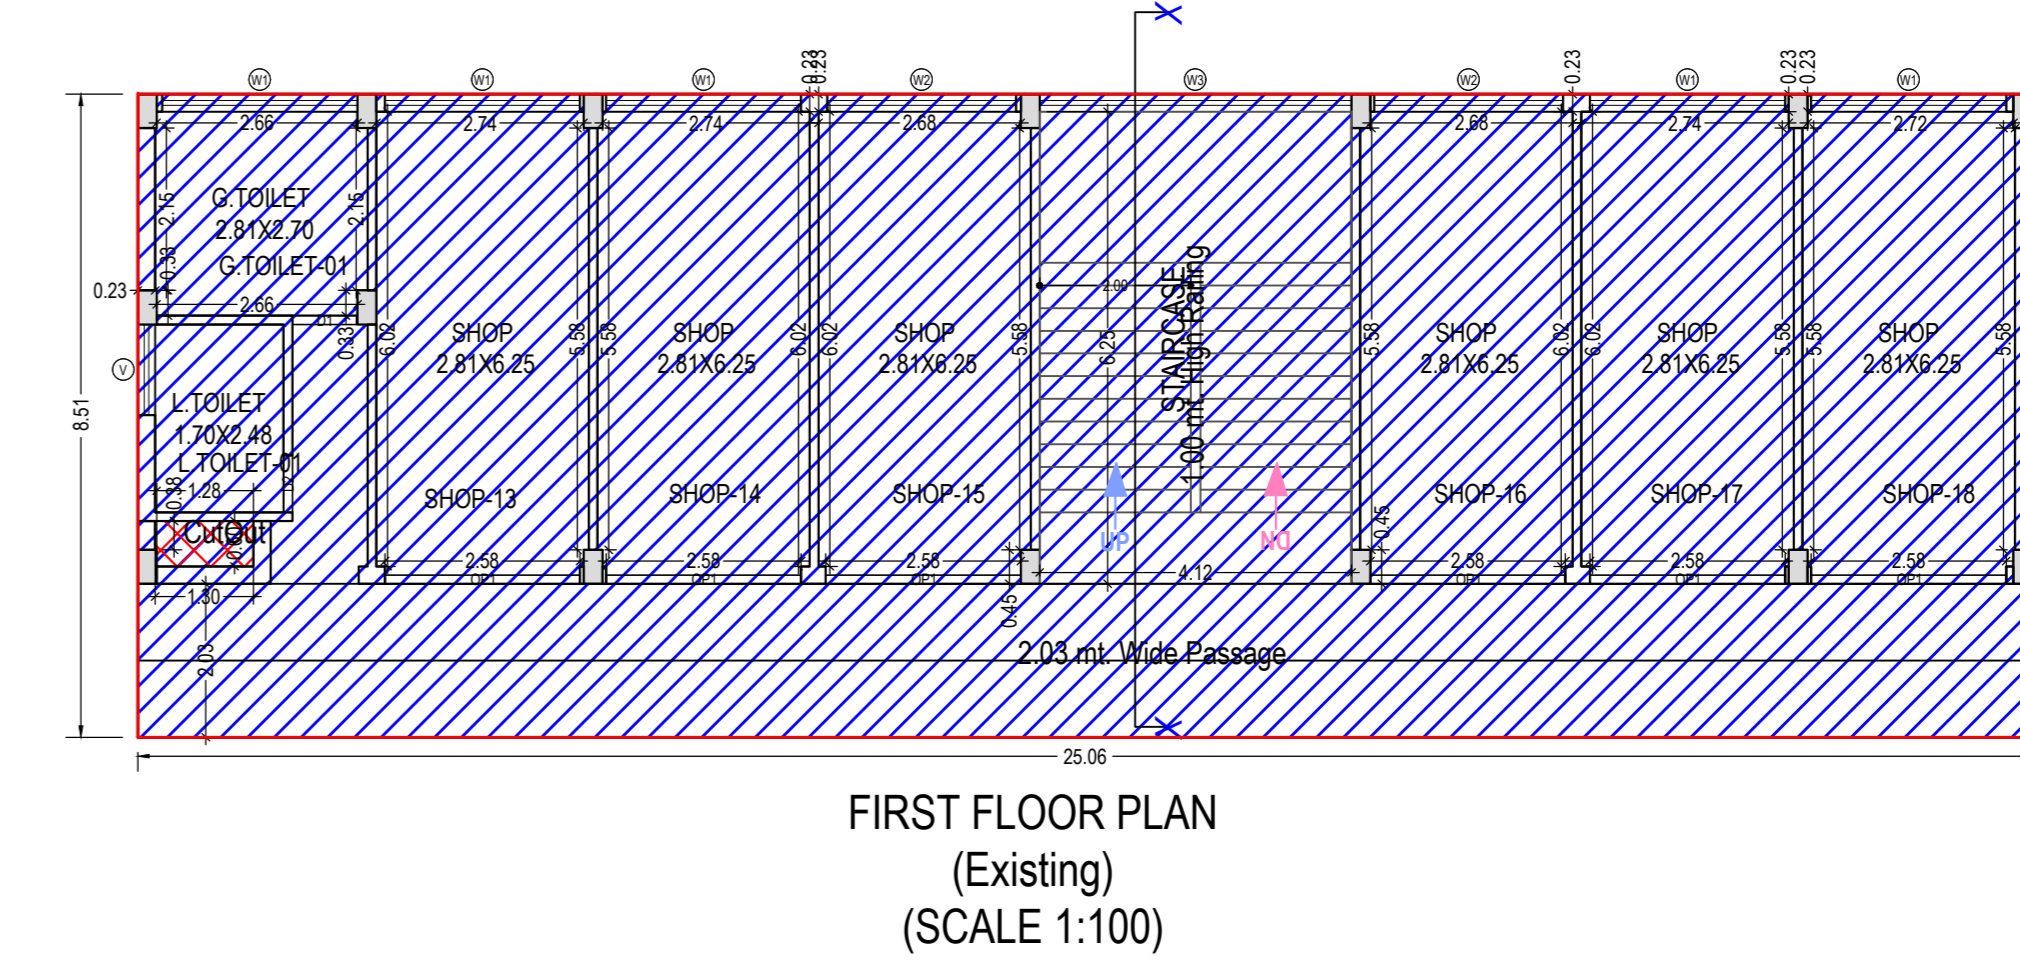 X
0.23
0.23
0.23
0.23
0.23
W1
W1
W1
W2
W3
W2
W1
W1
2.66
2.74
2.74
2.68
2.68
2.74
2.72
2.15
2.15
G.TOILET
2.81X2.70
G.TOILET-01
0.33
0.23
2.66
D1
0.33
6.02
SHOP
2.81X6.25
5.58
5.58
SHOP
2.81X6.25
6.02
6.02
SHOP
2.81X6.25
5.58
2.00
6.25
STAIRCASE
100 mt. High Railing
5.58
SHOP
2.81X6.25
6.02
6.02
SHOP
2.81X6.25
5.58
5.58
SHOP
2.81X6.25
5.58
V
8.51
L.TOILET
1.70X2.48
L TOILET-01
1.28
0.38
SHOP-13
SHOP-14
SHOP-15
SHOP-16
SHOP-17
SHOP-18
CutOut
UP
DN
0.45
2.58
OP1
2.58
OP1
2.58
4.12
2.58
OP1
2.58
OP1
2.58
OP1
1.30
0.45
2.03
2.03 mt. Wide Passage
X
25.06
FIRST FLOOR PLAN
(Existing)
(SCALE 1:100)